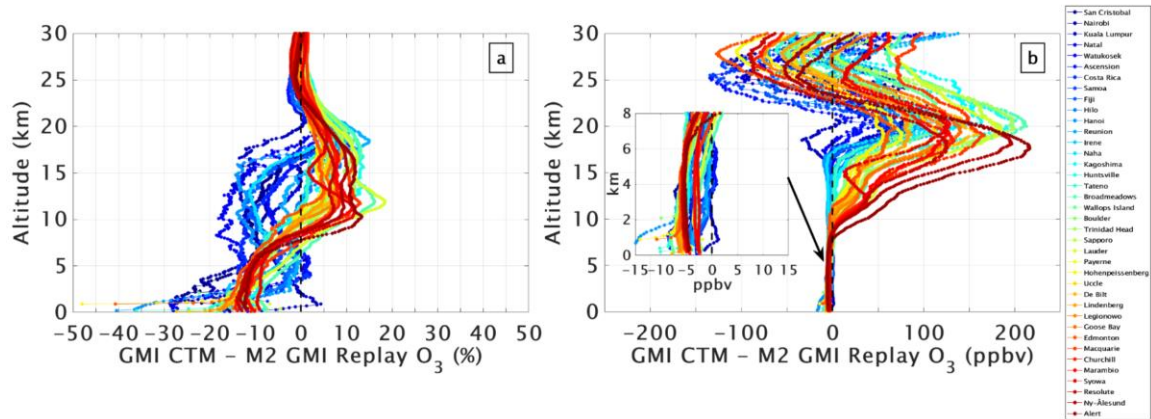 30
25
20
15
10
5
0
Altitude (km)
a
-50 -40 -30 -20 -10 0 10 20 30 40 50
GMI CTM - M2 GMI Replay O3 (%)
30
25
20
15
10
5
0
Altitude (km)
b
8
6
4
2
0
km
-15 -10 -5 0 5 15
ppbv
-200 -100 0 100 200
GMI CTM - M2 GMI Replay O3 (ppbv)
San Cristobal
Nairobi
Kuala Lumpur
Natal
Watukosek
Ascension
Costa Rica
Samoa
Fiji
Hilo
Hanoi
Reunion
Irene
Naha
Kagoshima
Huntsville
Tateno
Broadmeadows
Wallops Island
Boulder
Trinidad Head
Sapporo
Lauder
Payerne
Hohenpeissenberg
Uccle
De Bilt
Lindenberg
Legionowo
Goose Bay
Edmonton
Macquarie
Churchill
Marambio
Syowa
Resolute
Ny-Ålesund
Alert